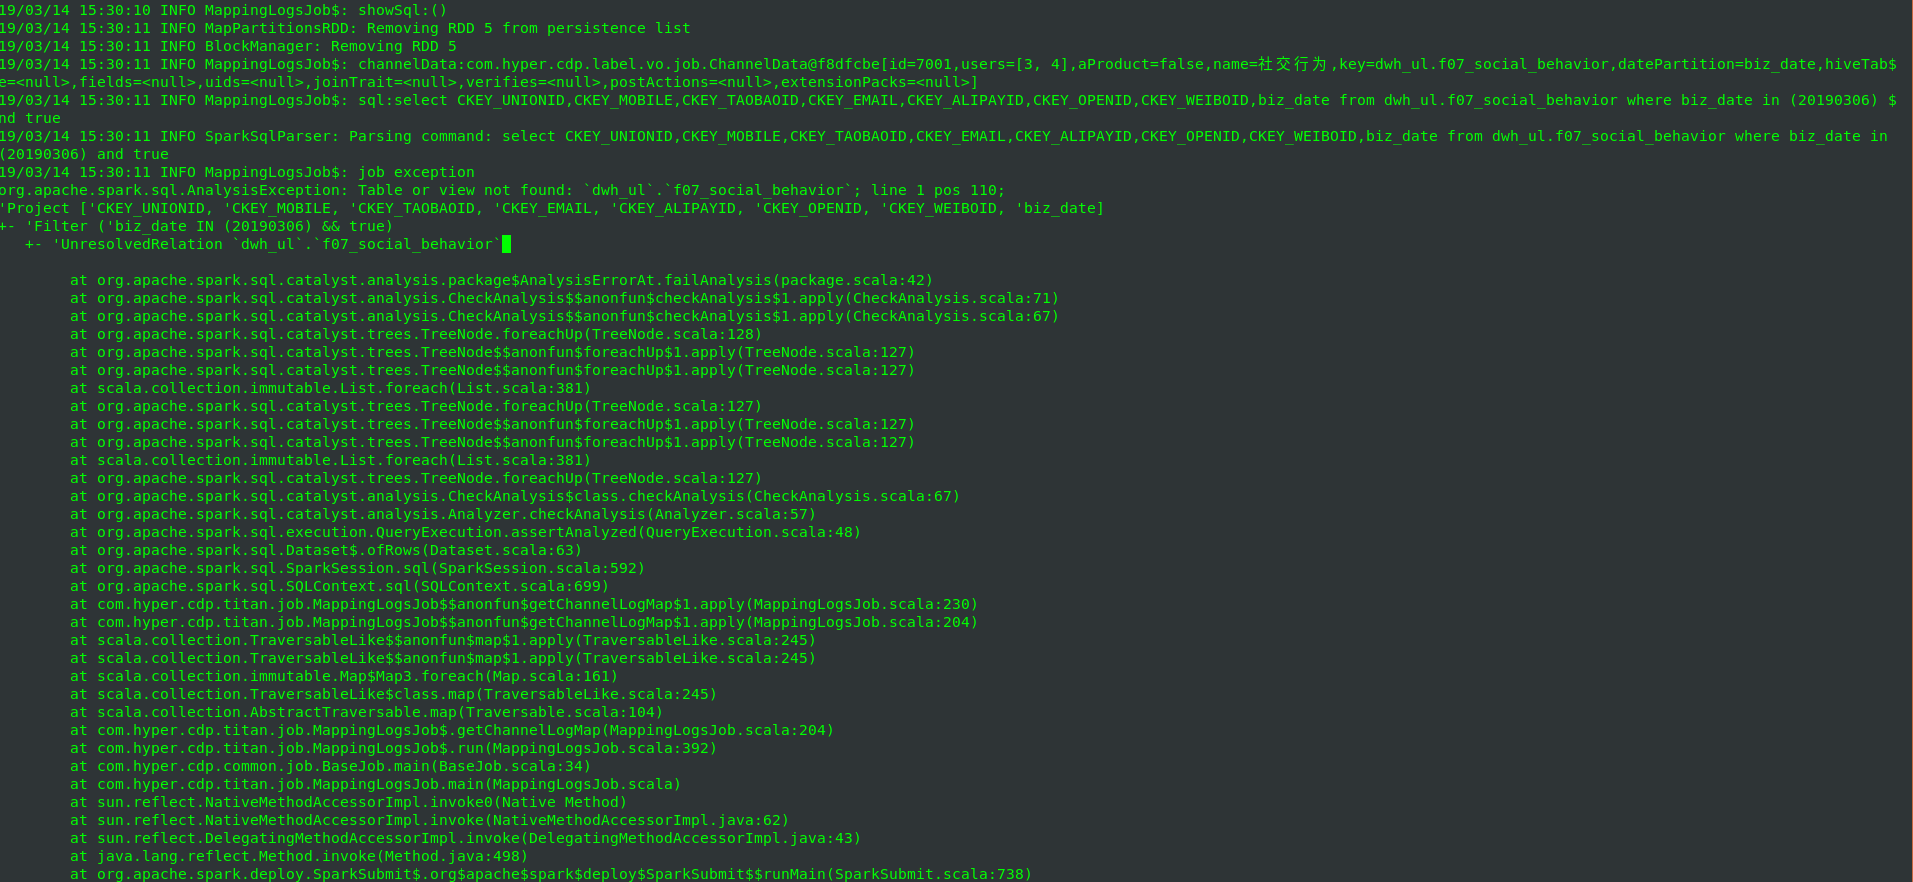 19/03/14 15:30:10 INFO MappingLogsJob$: showSql:()
19/03/14 15:30:11 INFO MapPartitionsRDD: Removing RDD 5 from persistence list
19/03/14 15:30:11 INFO BlockManager: Removing RDD 5
19/03/14 15:30:11 INFO MappingLogsJob$: channelData:com.hyper.cdp.label.vo.job.ChannelData@f8dfcbe[id=7001,users=[3, 4],aProduct=false,name=社交行为,key=dwh_ul.f07_social_behavior,datePartition=biz_date,hiveTab$
e=<null>,fields=<null>,uids=<null>,joinTrait=<null>,verifies=<null>,postActions=<null>,extensionPacks=<null>]
19/03/14 15:30:11 INFO MappingLogsJob$: sql:select CKEY_UNIONID,CKEY_MOBILE,CKEY_TAOBAOID,CKEY_EMAIL,CKEY_ALIPAYID,CKEY_OPENID,CKEY_WEIBOID,biz_date from dwh_ul.f07_social_behavior where biz_date in (20190306) $
nd true
19/03/14 15:30:11 INFO SparkSqlParser: Parsing command: select CKEY_UNIONID,CKEY_MOBILE,CKEY_TAOBAOID,CKEY_EMAIL,CKEY_ALIPAYID,CKEY_OPENID,CKEY_WEIBOID,biz_date from dwh_ul.f07_social_behavior where biz_date in
(20190306) and true
19/03/14 15:30:11 INFO MappingLogsJob$: job exception
org.apache.spark.sql.AnalysisException: Table or view not found: `dwh_ul`.`f07_social_behavior`; line 1 pos 110;
'Project ['CKEY_UNIONID, 'CKEY_MOBILE, 'CKEY_TAOBAOID, 'CKEY_EMAIL, 'CKEY_ALIPAYID, 'CKEY_OPENID, 'CKEY_WEIBOID, 'biz_date]
+- 'Filter ('biz_date IN (20190306) && true)
   +- 'UnresolvedRelation `dwh_ul`.`f07_social_behavior`
        at org.apache.spark.sql.catalyst.analysis.package$AnalysisErrorAt.failAnalysis(package.scala:42)
        at org.apache.spark.sql.catalyst.analysis.CheckAnalysis$$anonfun$checkAnalysis$1.apply(CheckAnalysis.scala:71)
        at org.apache.spark.sql.catalyst.analysis.CheckAnalysis$$anonfun$checkAnalysis$1.apply(CheckAnalysis.scala:67)
        at org.apache.spark.sql.catalyst.trees.TreeNode.foreachUp(TreeNode.scala:128)
        at org.apache.spark.sql.catalyst.trees.TreeNode$$anonfun$foreachUp$1.apply(TreeNode.scala:127)
        at org.apache.spark.sql.catalyst.trees.TreeNode$$anonfun$foreachUp$1.apply(TreeNode.scala:127)
        at scala.collection.immutable.List.foreach(List.scala:381)
        at org.apache.spark.sql.catalyst.trees.TreeNode.foreachUp(TreeNode.scala:127)
        at org.apache.spark.sql.catalyst.trees.TreeNode$$anonfun$foreachUp$1.apply(TreeNode.scala:127)
        at org.apache.spark.sql.catalyst.trees.TreeNode$$anonfun$foreachUp$1.apply(TreeNode.scala:127)
        at scala.collection.immutable.List.foreach(List.scala:381)
        at org.apache.spark.sql.catalyst.trees.TreeNode.foreachUp(TreeNode.scala:127)
        at org.apache.spark.sql.catalyst.analysis.CheckAnalysis$class.checkAnalysis(CheckAnalysis.scala:67)
        at org.apache.spark.sql.catalyst.analysis.Analyzer.checkAnalysis(Analyzer.scala:57)
        at org.apache.spark.sql.execution.QueryExecution.assertAnalyzed(QueryExecution.scala:48)
        at org.apache.spark.sql.Dataset$.ofRows(Dataset.scala:63)
        at org.apache.spark.sql.SparkSession.sql(SparkSession.scala:592)
        at org.apache.spark.sql.SQLContext.sql(SQLContext.scala:699)
        at com.hyper.cdp.titan.job.MappingLogsJob$$anonfun$getChannelLogMap$1.apply(MappingLogsJob.scala:230)
        at com.hyper.cdp.titan.job.MappingLogsJob$$anonfun$getChannelLogMap$1.apply(MappingLogsJob.scala:204)
        at scala.collection.TraversableLike$$anonfun$map$1.apply(TraversableLike.scala:245)
        at scala.collection.TraversableLike$$anonfun$map$1.apply(TraversableLike.scala:245)
        at scala.collection.immutable.Map$Map3.foreach(Map.scala:161)
        at scala.collection.TraversableLike$class.map(TraversableLike.scala:245)
        at scala.collection.AbstractTraversable.map(Traversable.scala:104)
        at com.hyper.cdp.titan.job.MappingLogsJob$.getChannelLogMap(MappingLogsJob.scala:204)
        at com.hyper.cdp.titan.job.MappingLogsJob$.run(MappingLogsJob.scala:392)
        at com.hyper.cdp.common.job.BaseJob.main(BaseJob.scala:34)
        at com.hyper.cdp.titan.job.MappingLogsJob.main(MappingLogsJob.scala)
        at sun.reflect.NativeMethodAccessorImpl.invoke0(Native Method)
        at sun.reflect.NativeMethodAccessorImpl.invoke(NativeMethodAccessorImpl.java:62)
        at sun.reflect.DelegatingMethodAccessorImpl.invoke(DelegatingMethodAccessorImpl.java:43)
        at java.lang.reflect.Method.invoke(Method.java:498)
        at org.apache.spark.deploy.SparkSubmit$.org$apache$spark$deploy$SparkSubmit$$runMain(SparkSubmit.scala:738)